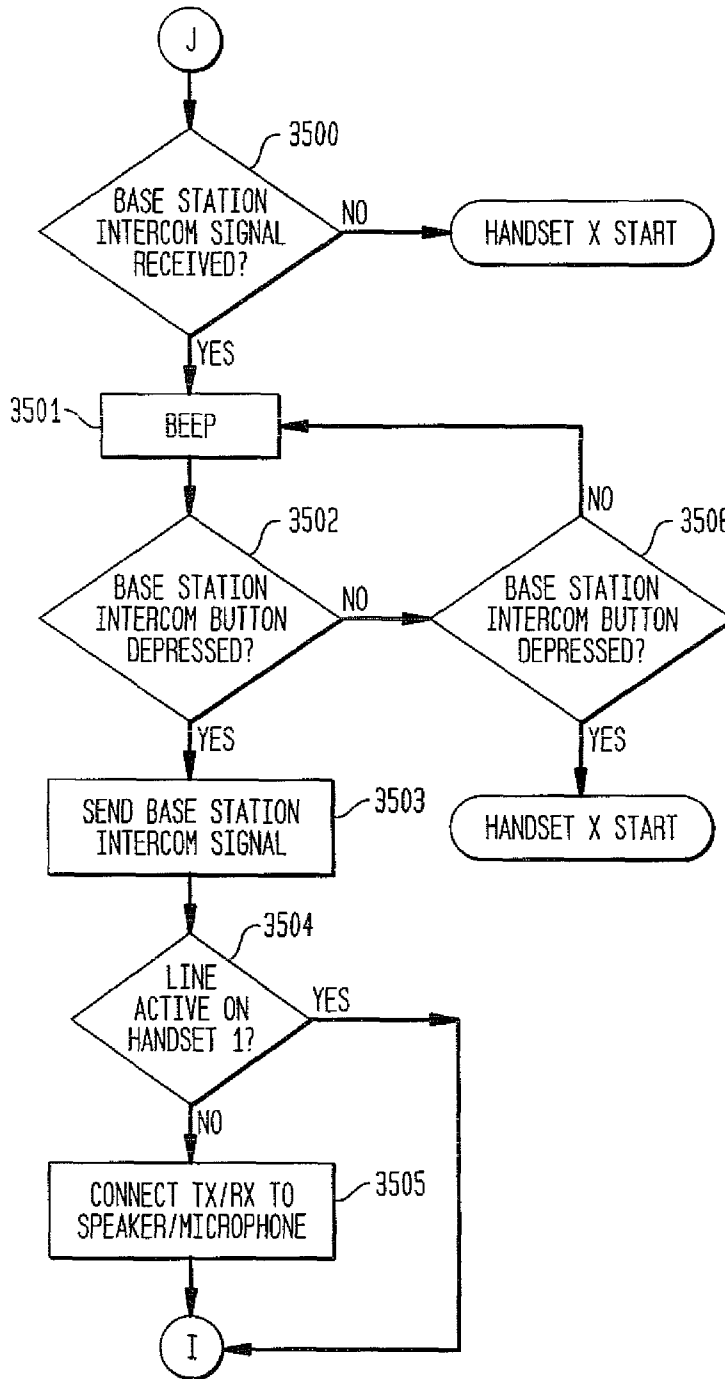 J
3500
BASE STATION
INTERCOM SIGNAL
RECEIVED?
NO
HANDSET X START
YES
3501
BEEP
NO
3502
3506
BASE STATION
INTERCOM BUTTON
DEPRESSED?
NO
BASE STATION
INTERCOM BUTTON
DEPRESSED?
YES
YES
SEND BASE STATION
INTERCOM SIGNAL
3503
HANDSET X START
3504
LINE
ACTIVE ON
HANDSET 1?
YES
NO
CONNECT TX/RX TO
SPEAKER/MICROPHONE
3505
I